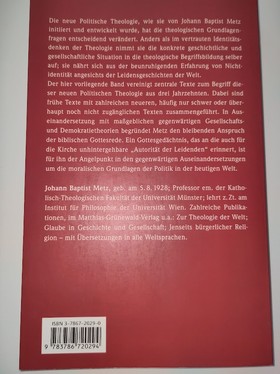 Die neue Politische Theologie, wie sie von Johann Baptist Metz
initiiert und entwickelt wurde, hat die theologischen Grundlagenfra-
gen entscheidend verändert. Anders als im vertrauten Identitäts-
denken der Theologie nimmt sie die konkrete geschichtliche und
gesellschaftliche Situation in die theologische Begriffsbildung selber
auf; sie nährt sich aus der beunruhigenden Erfahrung von Nichs-
identität angesichts der Leidensgeschichten der Welt.
Der hier vorliegende Band vereinigt zentrale Texte zum Begriff die-
ser neuen Politischen Theologie aus drei Jahrzehnten. Dabei sind
frühe Texte mit zahlreichen neueren, häufig nur schwer oder über-
haupt noch nicht zugänglichen Texten zusammengeführt. In Aus-
einandersetzung mit maßgeblichen gegenwärtigen Gesellschafts-
und Demokratietheorien begründet Metz den bleibenden Anspruch
der biblischen Gottesrede. Ein Gottesgedächtnis, das an die auch für
die Kirche unhintergehbare „Autorität der Leidenden“ erinnert, ist
für ihn der Angelpunkt in den gegenwärtigen Auseinandersetzungen
um die moralischen Grundlagen der Politik in der heutigen Welt.
Johann Baptist Metz, geb. am 5. 8. 1928; Professor em. der Katho-
lisch-Theologischen Fakultät der Universität Münster; lehrt z. Zt. am
Institut für Philosophie der Universität Wien. Zahlreiche Publika-
tionen, im Matthias-Grünewald Verlag u.a.: Zur Theologie der Welt;
Glaube in Geschichte und Gesellschaft; Jenseits bürgerlicher Reli-
gion – mit Übersetzungen in alle Weltsprachen.
ISBN 3-7867-2029-0
9 783786 720294